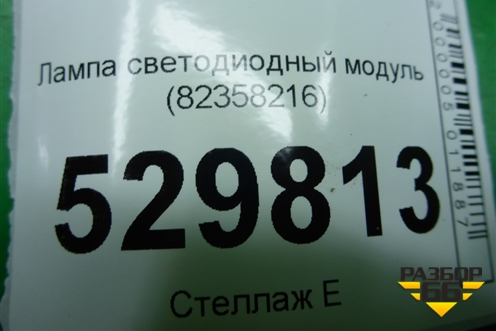 Лампа светодиодный модуль
(82358216)
529813
Стеллаж Е
РАЗБОР
66